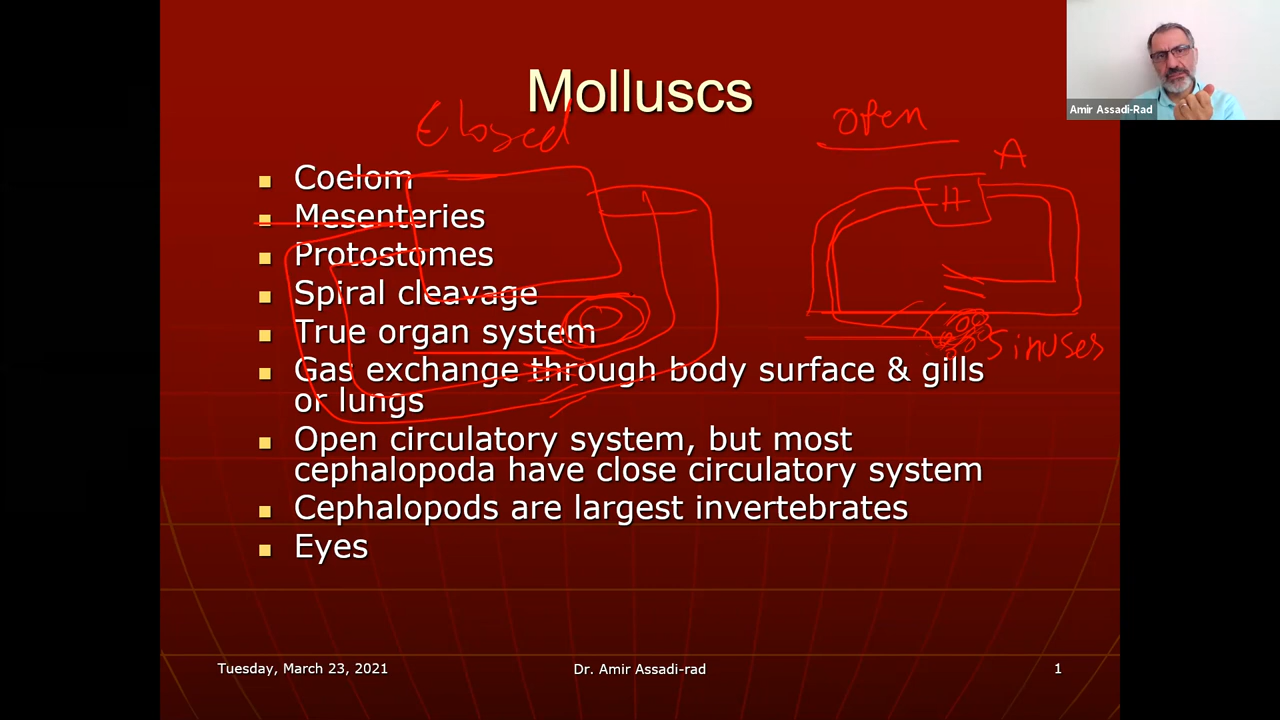 Molluscs
Closed
open
A
H
Amir Assadi-Rad
Coelom
Mesenteries
Protostomes
Spiral cleavage
True organ system
sinuses
Gas exchange through body surface & gills
or lungs
Open circulatory system, but most
cephalopoda have close circulatory system
Cephalopods are largest invertebrates
Eyes
Tuesday, March 23, 2021
Dr. Amir Assadi-rad
1